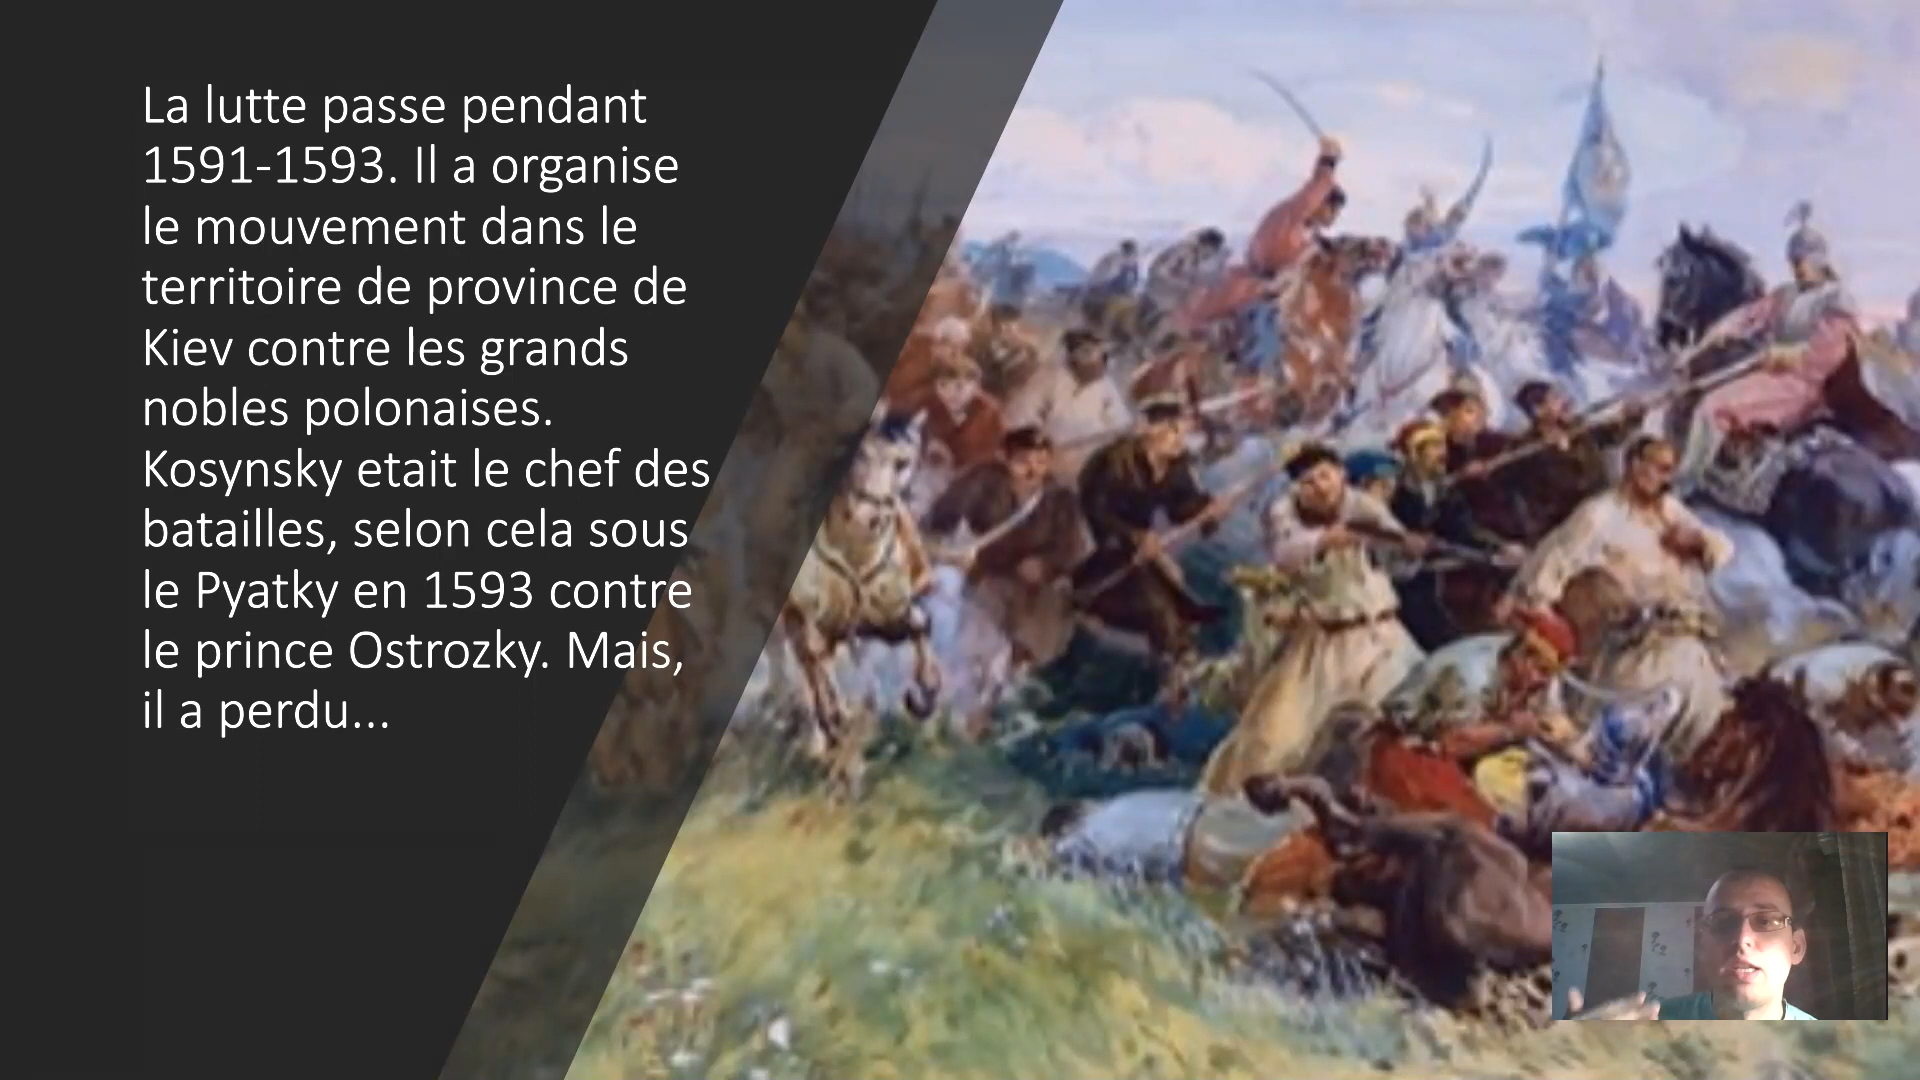 La lutte passe pendant
1591-1593. Il a organise
le mouvement dans le
territoire de province de
Kiev contre les grands
nobles polonaises.
Kosynsky etait le chef des
batailles, selon cela sous
le Pyatky en 1593 contre
le prince Ostrozky. Mais,
il a perdu...